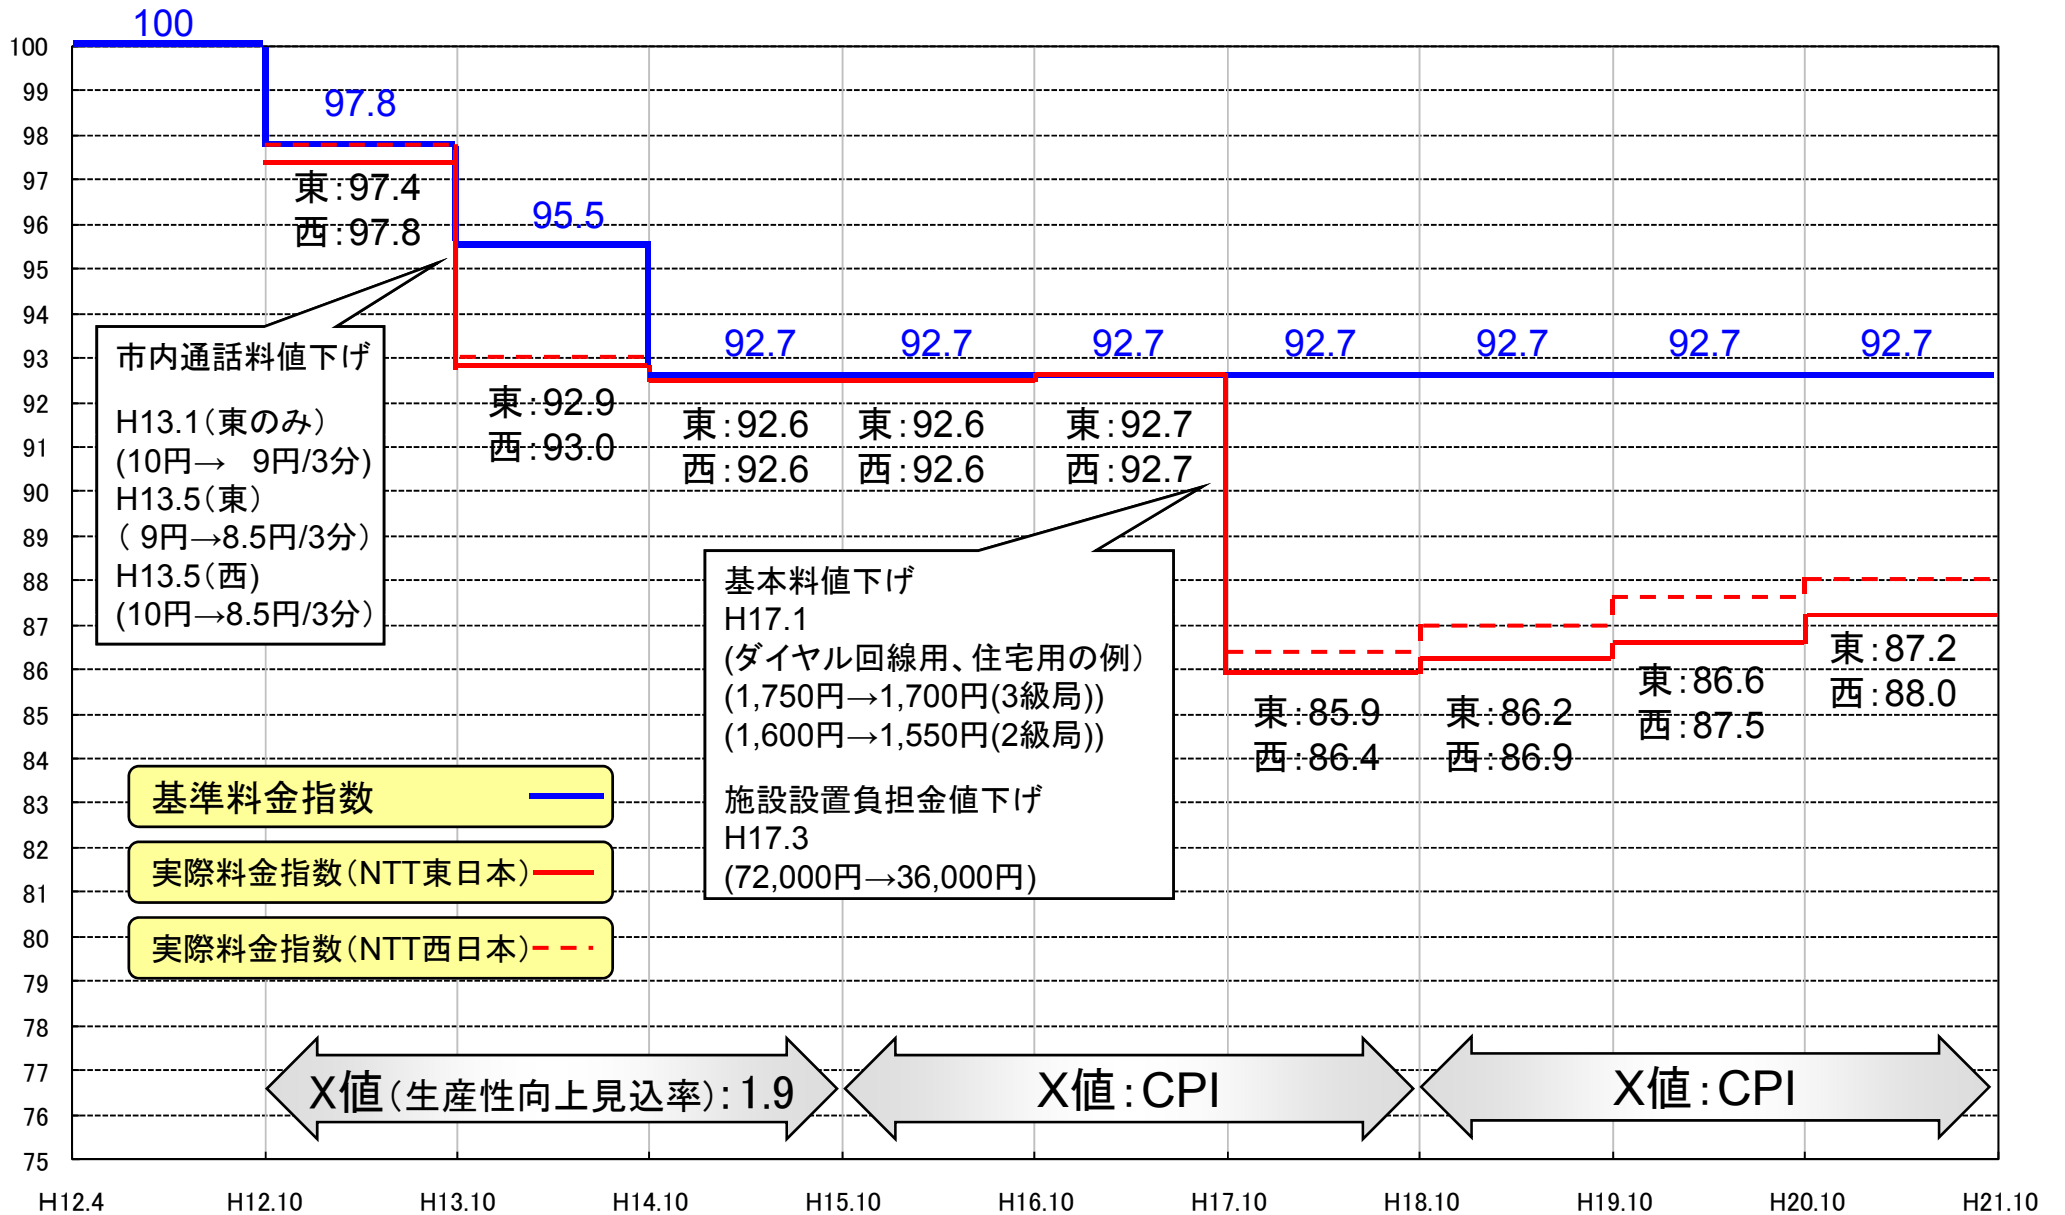 100
97.8
95.5
92.7
92.7
92.7
92.7
92.7
92.7
92.7
東：97.4
西：97.8
東：92.9
西：93.0
東：92.6
西：92.6
東：92.6
西：92.6
東：92.7
西：92.7
東：85.9
西：86.4
東：86.2
西：86.9
東：86.6
西：87.5
東：87.2
西：88.0
市内通話料値下げ
H13.1（東のみ）
(10円→ 9円/3分)
H13.5（東）
（ 9円→8.5円/3分）
H13.5（西)
(10円→8.5円/3分）
基本料値下げ
H17.1
(ダイヤル回線用、住宅用の例）
(1,750円→1,700円(3級局))
(1,600円→1,550円(2級局))
施設設置負担金値下げ
H17.3
(72,000円→36,000円)
基準料金指数
実際料金指数（NTT東日本）
実際料金指数（NTT西日本）
X値（生産性向上見込率）：1.9
X値：CPI
X値：CPI
100
99
98
97
96
95
94
93
92
91
90
89
88
87
86
85
84
83
82
81
80
79
78
77
76
75
H12.4
H12.10
H13.10
H14.10
H15.10
H16.10
H17.10
H18.10
H19.10
H20.10
H21.10